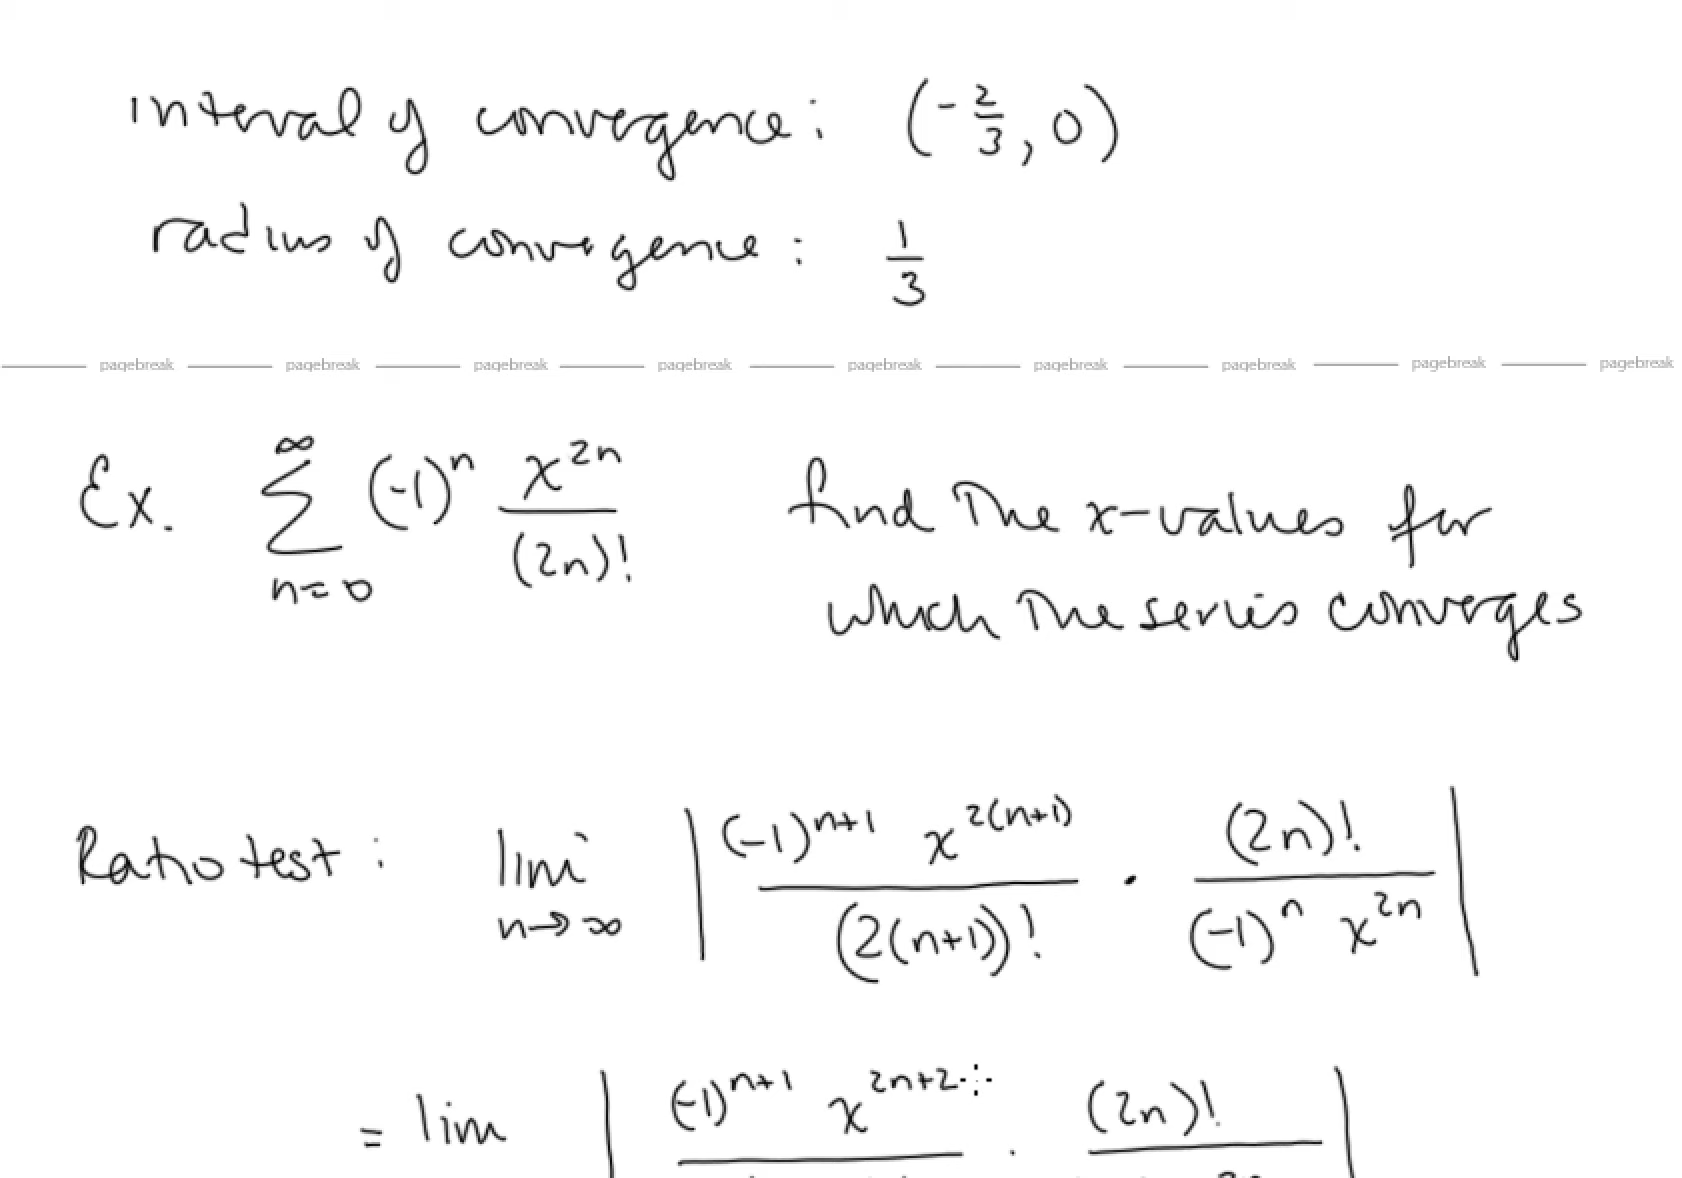 interval of convergence: (-2/3, 0)
radius of convergence: 1/3
pagebreak pagebreak pagebreak pagebreak pagebreak pagebreak pagebreak pagebreak pagebreak
Ex. ∑_{n=0}^{∞} (-1)^n x^{2n}/(2n)! find the x-values for
which the series converges
Ratio test: lim_{n→∞} | (-1)^{n+1} x^{2(n+1)}/(2(n+1))! · (2n)!/((-1)^n x^{2n}) |
= lim | (-1)^{n+1} x^{2n+2} · (2n)! |